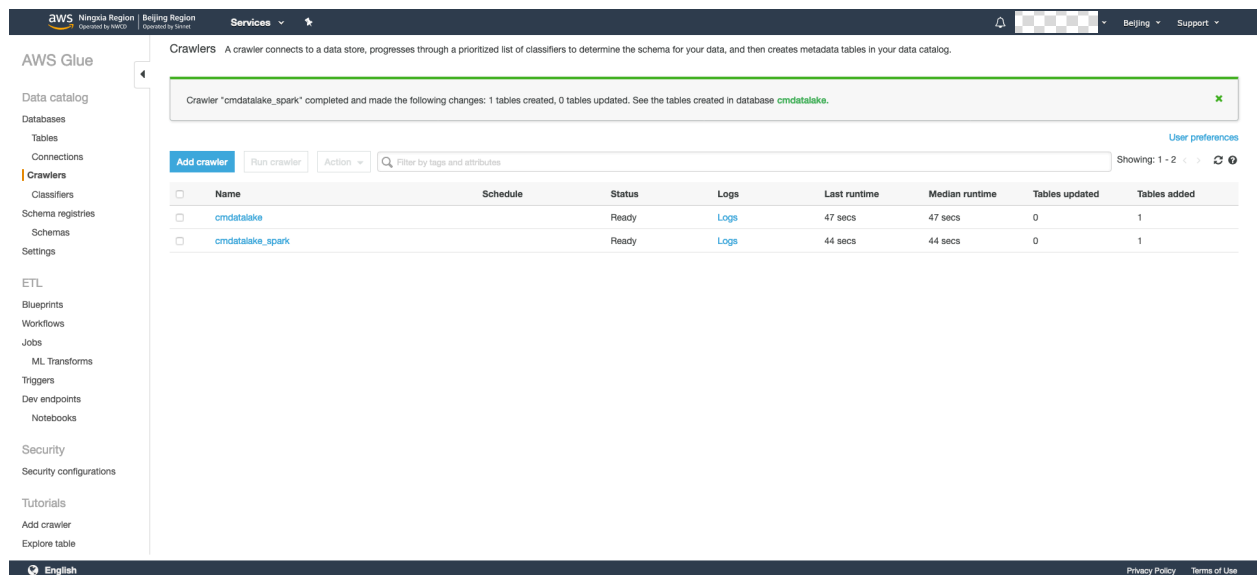 aws Ningxia Region | Beijing Region Services Beijing Support
Operated by NWCD | Operated by Sinnet
AWS Glue
Data catalog
Databases
Tables
Connections
Crawlers
Classifiers
Schema registries
Schemas
Settings
ETL
Blueprints
Workflows
Jobs
ML Transforms
Triggers
Dev endpoints
Notebooks
Security
Security configurations
Tutorials
Add crawler
Explore table
Crawlers A crawler connects to a data store, progresses through a prioritized list of classifiers to determine the schema for your data, and then creates metadata tables in your data catalog.
Crawler "cmdatalake_spark" completed and made the following changes: 1 tables created, 0 tables updated. See the tables created in database cmdatalake.
User preferences
Add crawler Run crawler Action Filter by tags and attributes Showing: 1 - 2
Name Schedule Status Logs Last runtime Median runtime Tables updated Tables added
cmdatalake Ready Logs 47 secs 47 secs 0 1
cmdatalake_spark Ready Logs 44 secs 44 secs 0 1
English Privacy Policy Terms of Use